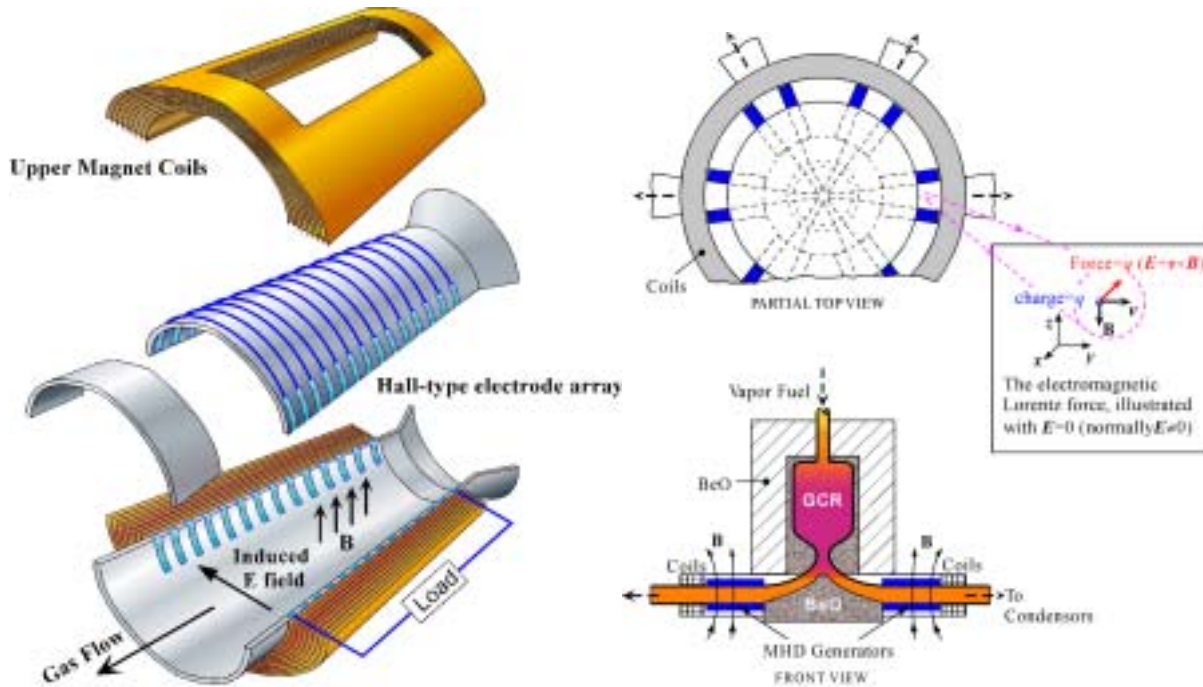 Upper Magnet Coils
Hall-type electrode array
B
Induced
E field
Load
Gas Flow
Coils
PARTIAL TOP VIEW
Force=q (E+v×B)
charge=q
v
B
z
x
y
The electromagnetic
Lorentz force, illustrated
with E=0 (normally E≠0)
Vapor Fuel
BeO
GCR
B
B
Coils
Coils
BeO
To
Condensors
MHD Generators
FRONT VIEW